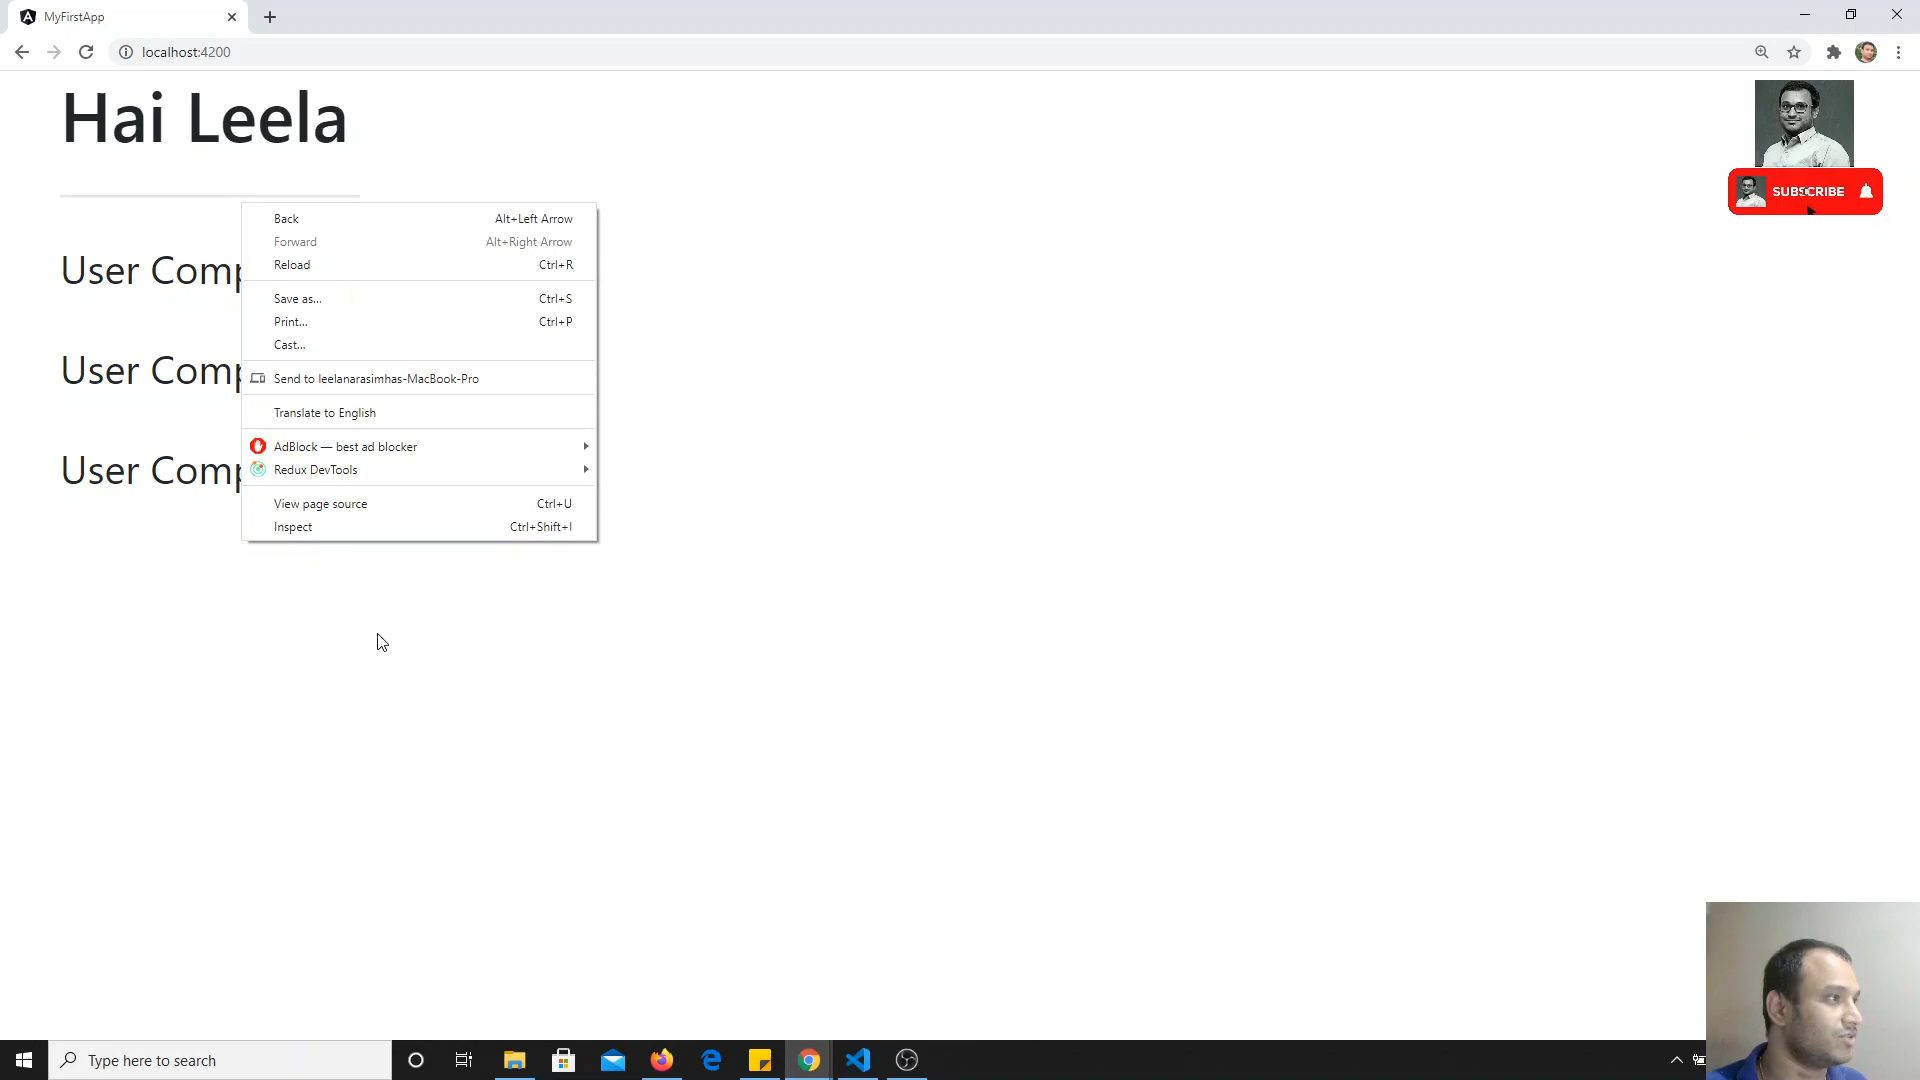 MyFirstApp
localhost:4200
Hai Leela
SUBSCRIBE
User Comp
User Comp
User Comp
Back Alt+Left Arrow
Forward Alt+Right Arrow
Reload Ctrl+R
Save as... Ctrl+S
Print... Ctrl+P
Cast...
Send to leelanarasimhas-MacBook-Pro
Translate to English
AdBlock — best ad blocker
Redux DevTools
View page source Ctrl+U
Inspect Ctrl+Shift+I
Type here to search